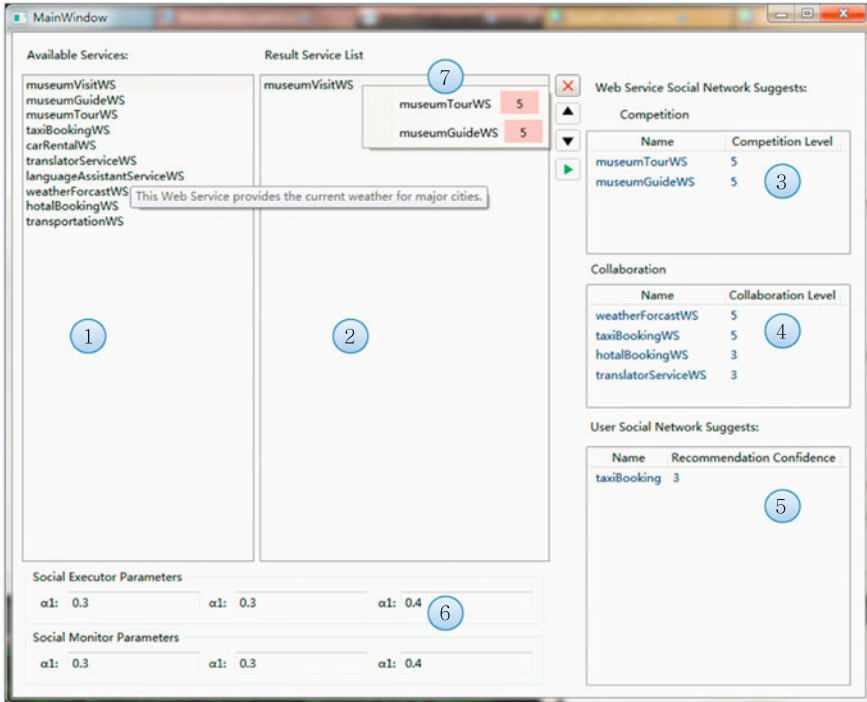 MainWindow
Available Services:
museumVisitWS
museumGuideWS
museumTourWS
taxiBookingWS
carRentalWS
translatorServiceWS
languageAssistantServiceWS
weatherForcastWS
hotalBookingWS
transportationWS
This Web Service provides the current weather for major cities.
1
Result Service List
museumVisitWS
7
museumTourWS 5
museumGuideWS 5
2
Web Service Social Network Suggests:
Competition
Name Competition Level
museumTourWS 5
museumGuideWS 5
3
Collaboration
Name Collaboration Level
weatherForcastWS 5
taxiBookingWS 5
hotalBookingWS 3
translatorServiceWS 3
4
User Social Network Suggests:
Name Recommendation Confidence
taxiBooking 3
5
Social Executor Parameters
α1: 0.3 α1: 0.3 α1: 0.4
6
Social Monitor Parameters
α1: 0.3 α1: 0.3 α1: 0.4